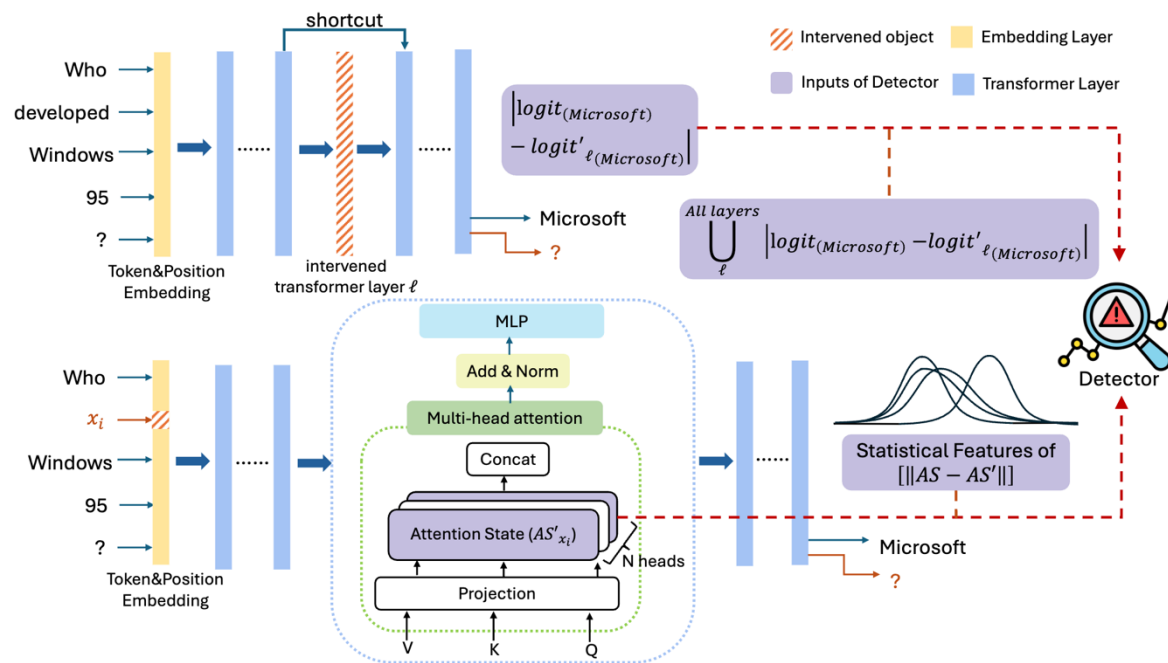 shortcut
Who
developed
Windows
95
?
Token&Position
Embedding
......
......
intervened
transformer layer ℓ
Microsoft
?
|logit(Microsoft)
− logit'ℓ(Microsoft)|
Intervened object
Embedding Layer
Inputs of Detector
Transformer Layer
All layers
⋃ |logit(Microsoft) −logit'ℓ(Microsoft)|
ℓ
Detector
Who
xᵢ
Windows
95
?
Token&Position
Embedding
......
MLP
Add & Norm
Multi-head attention
Concat
Attention State (AS'xᵢ)
N heads
Projection
V
K
Q
......
Statistical Features of
[‖AS − AS'‖]
Microsoft
?